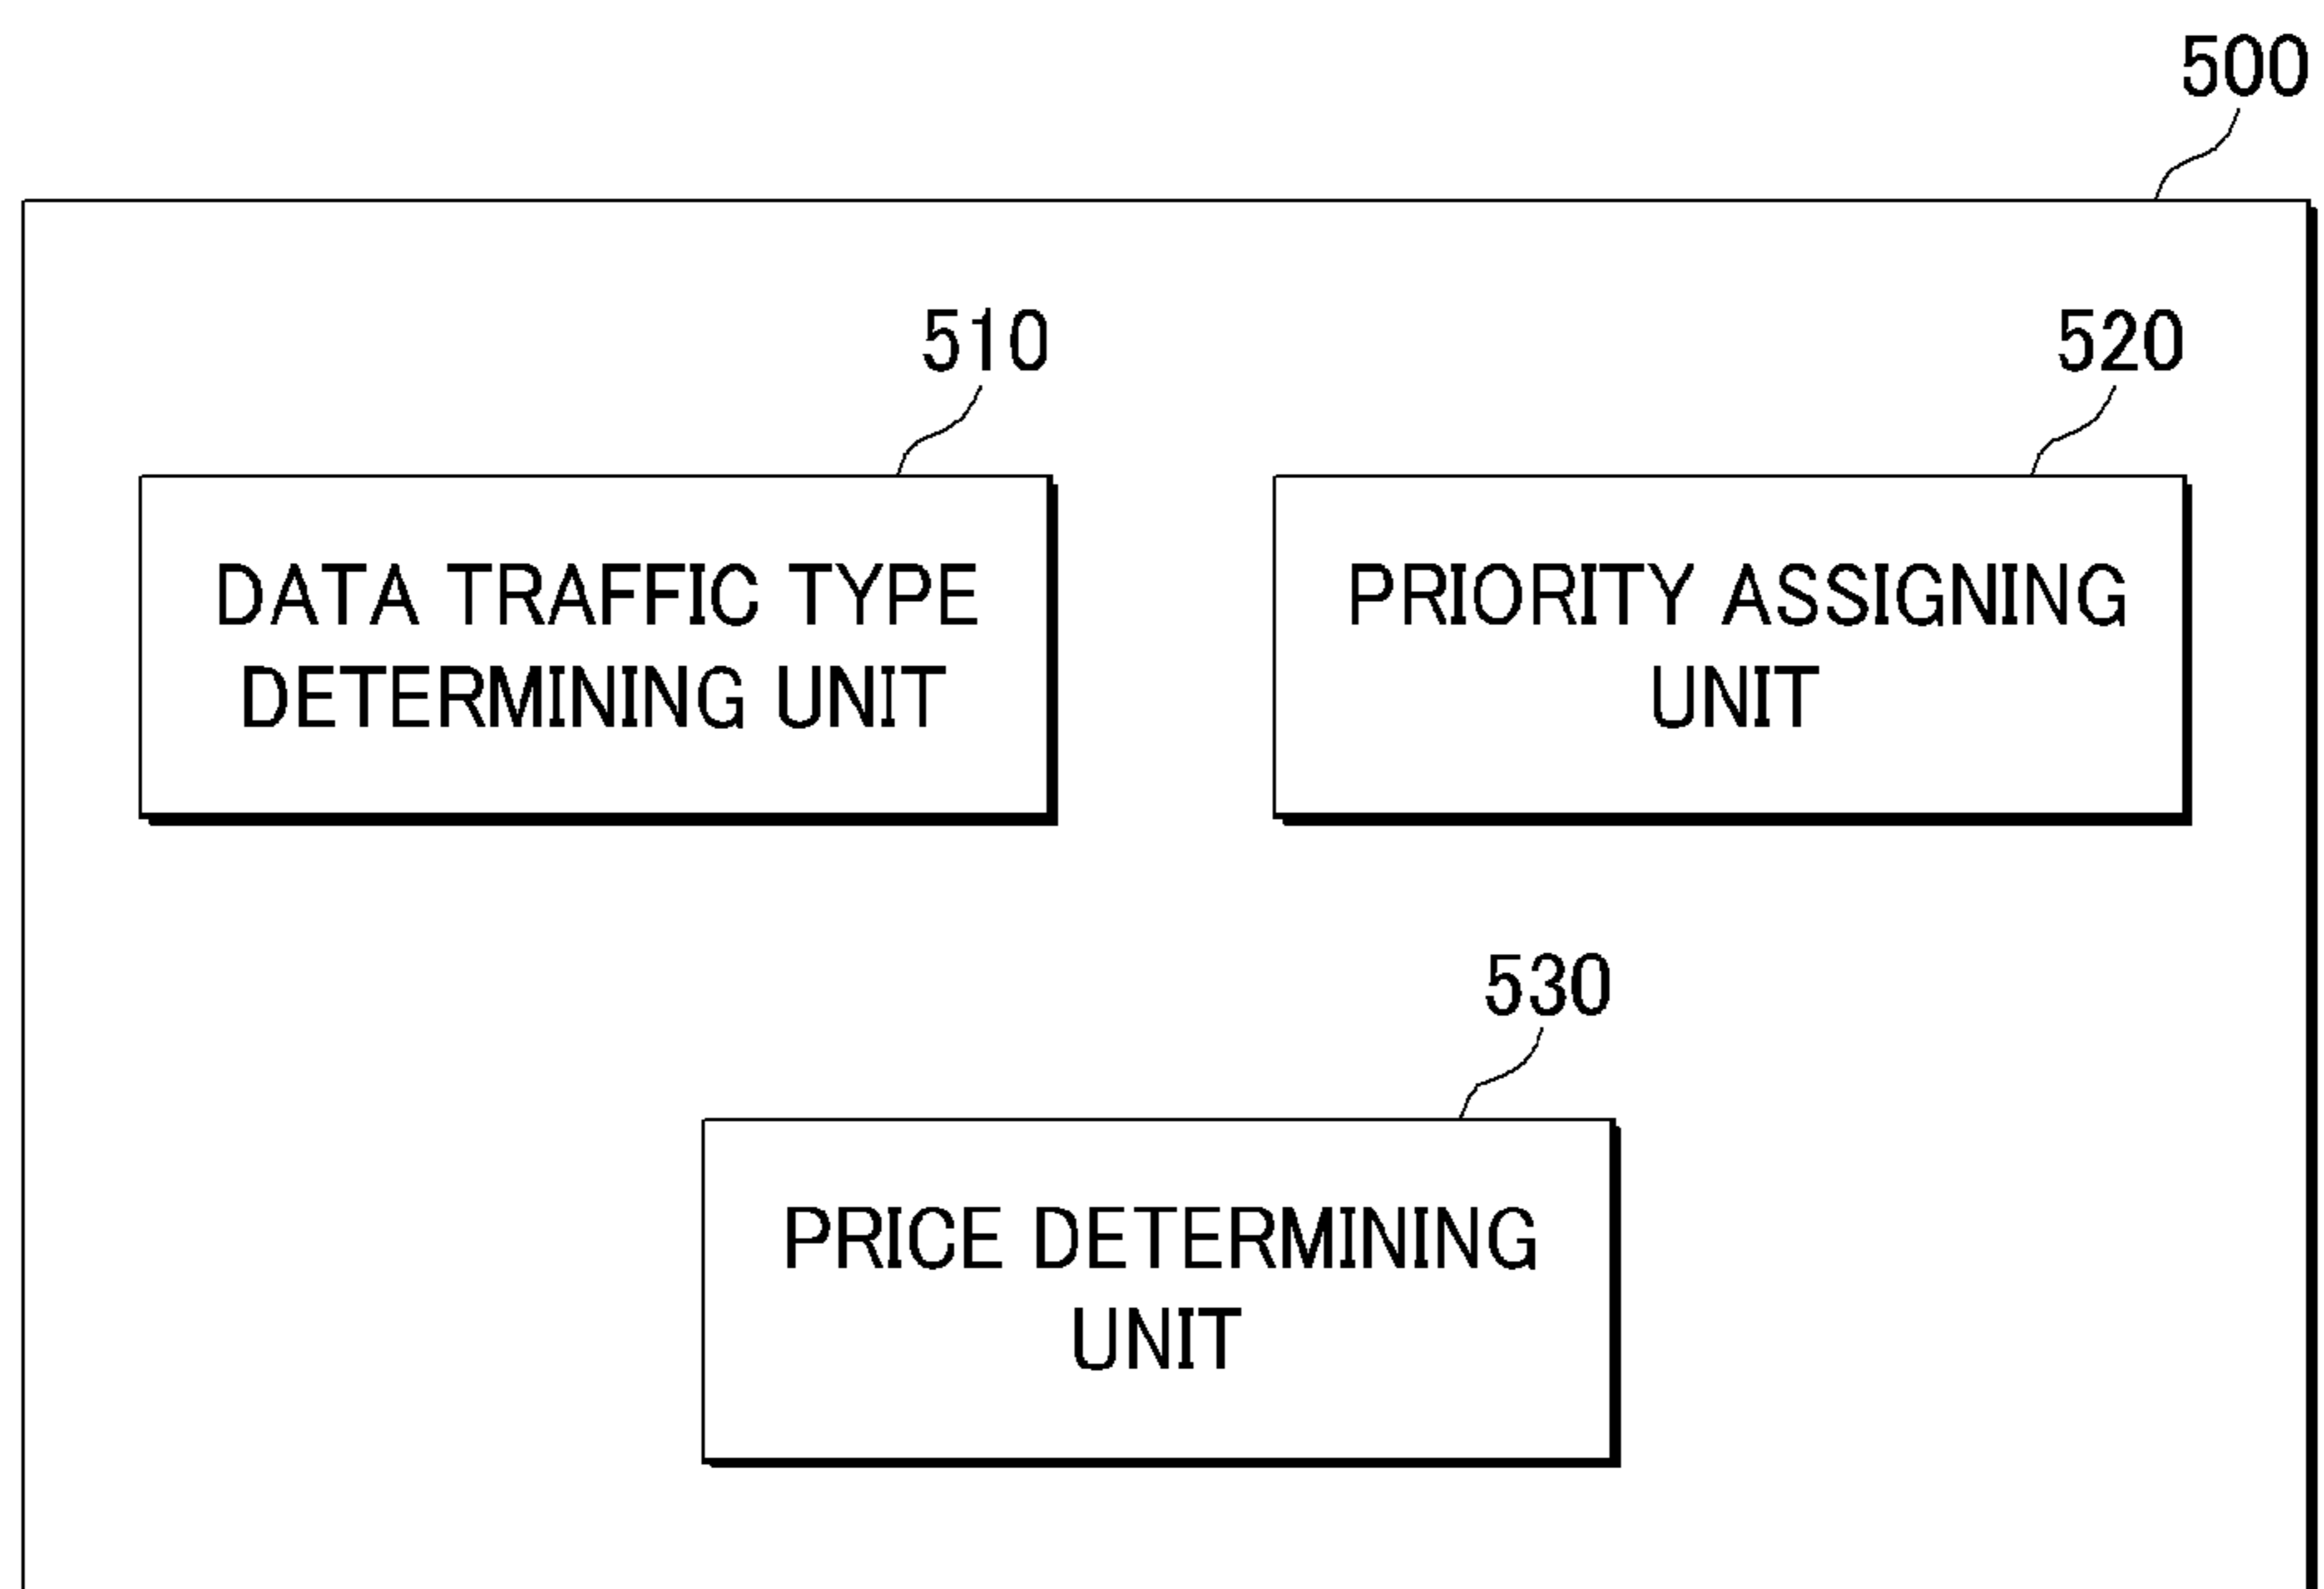 500
510
520
DATA TRAFFIC TYPE
DETERMINING UNIT
PRIORITY ASSIGNING
UNIT
530
PRICE DETERMINING
UNIT